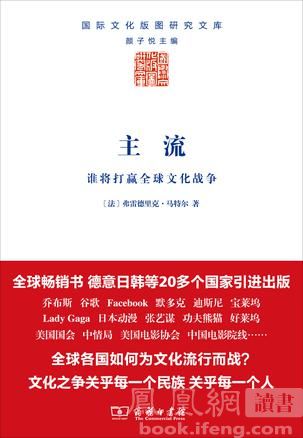 国际文化版图研究文库
颜子悦主编
主流
谁将打赢全球文化战争
［法］弗雷德里克·马特尔 著
全球畅销书 德意日韩等20多个国家引进出版
乔布斯 谷歌 Facebook 默多克 迪斯尼 宝莱坞
Lady Gaga 日本动漫 张艺谋 功夫熊猫 好莱坞
美国国会 中情局 美国电影协会 中国电影院线……
全球各国如何为文化流行而战？
文化之争关乎每一个民族 关乎每一个人
商务印书馆
凤凰网 读书
book.ifeng.com